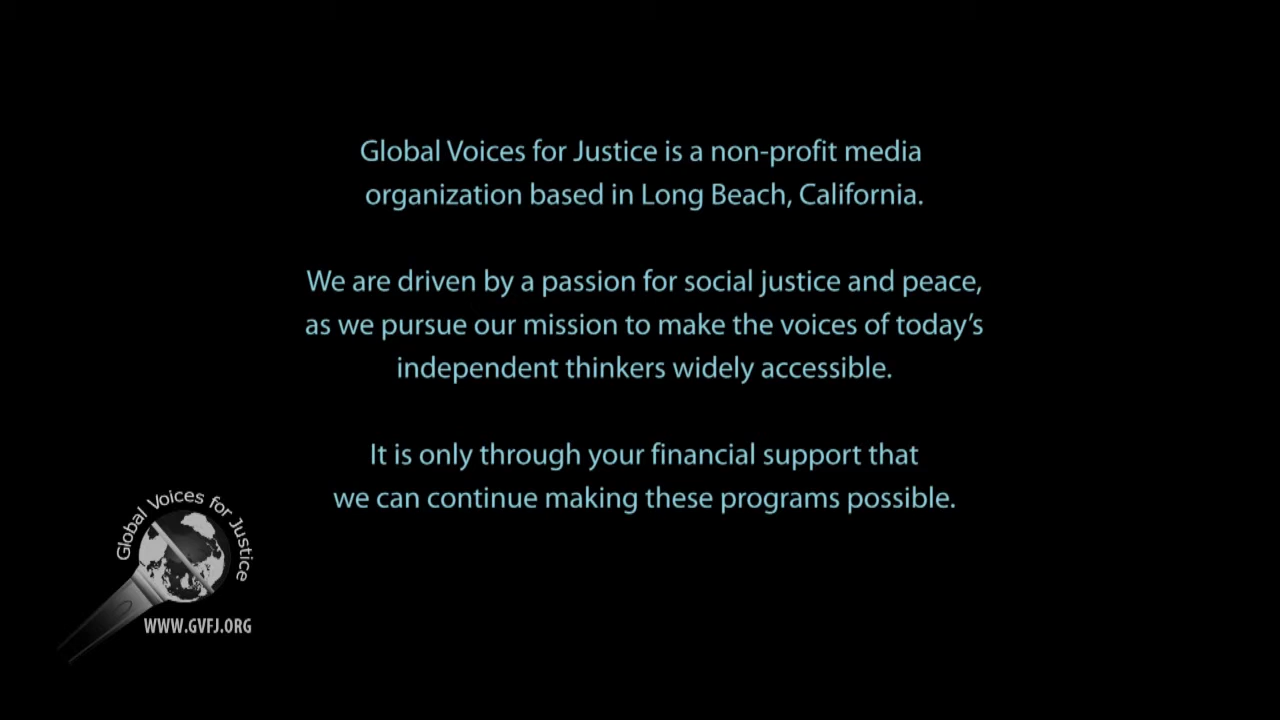 Global Voices for Justice is a non-profit media
organization based in Long Beach, California.
We are driven by a passion for social justice and peace,
as we pursue our mission to make the voices of today’s
independent thinkers widely accessible.
It is only through your financial support that
we can continue making these programs possible.
Global Voices for Justice
WWW.GVFJ.ORG